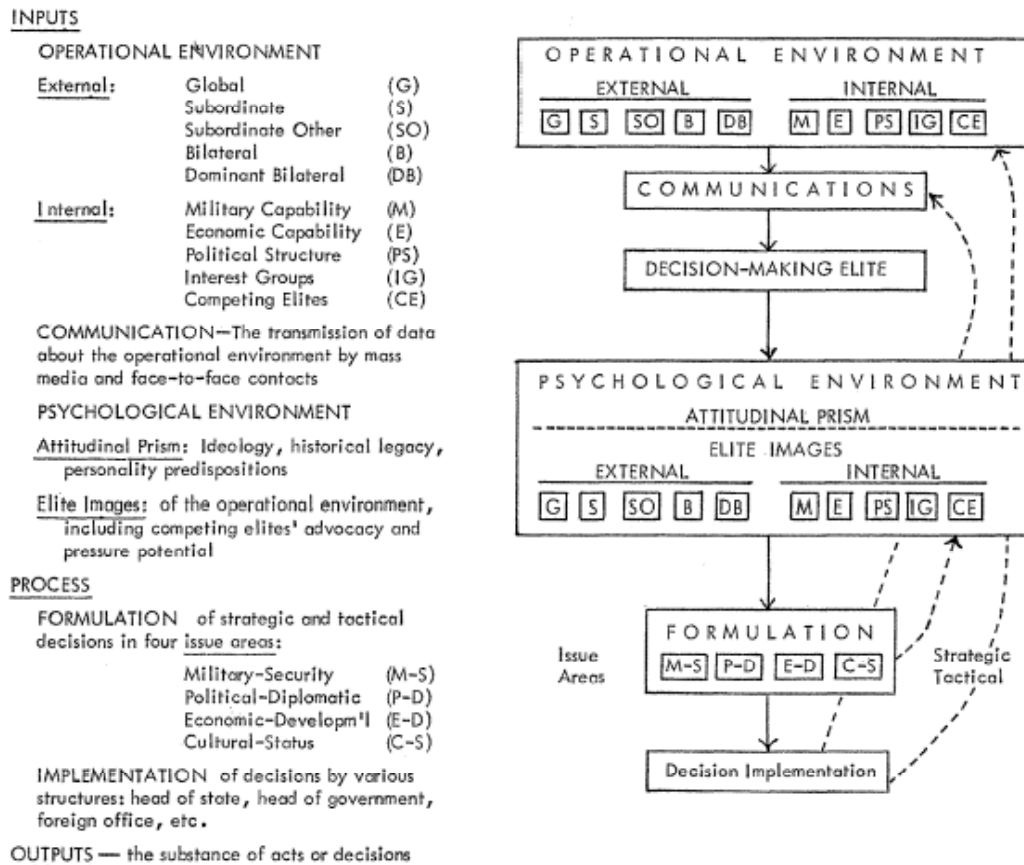 INPUTS
OPERATIONAL ENVIRONMENT
External: Global (G)
Subordinate (S)
Subordinate Other (SO)
Bilateral (B)
Dominant Bilateral (DB)
Internal: Military Capability (M)
Economic Capability (E)
Political Structure (PS)
Interest Groups (IG)
Competing Elites (CE)
COMMUNICATION—The transmission of data
about the operational environment by mass
media and face-to-face contacts
PSYCHOLOGICAL ENVIRONMENT
Attitudinal Prism: Ideology, historical legacy,
personality predispositions
Elite Images: of the operational environment,
including competing elites' advocacy and
pressure potential
PROCESS
FORMULATION of strategic and tactical
decisions in four issue areas:
Military-Security (M-S)
Political-Diplomatic (P-D)
Economic-Developm'l (E-D)
Cultural-Status (C-S)
IMPLEMENTATION of decisions by various
structures: head of state, head of government,
foreign office, etc.
OUTPUTS — the substance of acts or decisions
OPERATIONAL ENVIRONMENT
EXTERNAL INTERNAL
G S SO B DB M E PS IG CE
COMMUNICATIONS
DECISION-MAKING ELITE
PSYCHOLOGICAL ENVIRONMENT
ATTITUDINAL PRISM
ELITE IMAGES
EXTERNAL INTERNAL
G S SO B DB M E PS IG CE
FORMULATION
M-S P-D E-D C-S
Issue
Areas
Strategic
Tactical
Decision Implementation